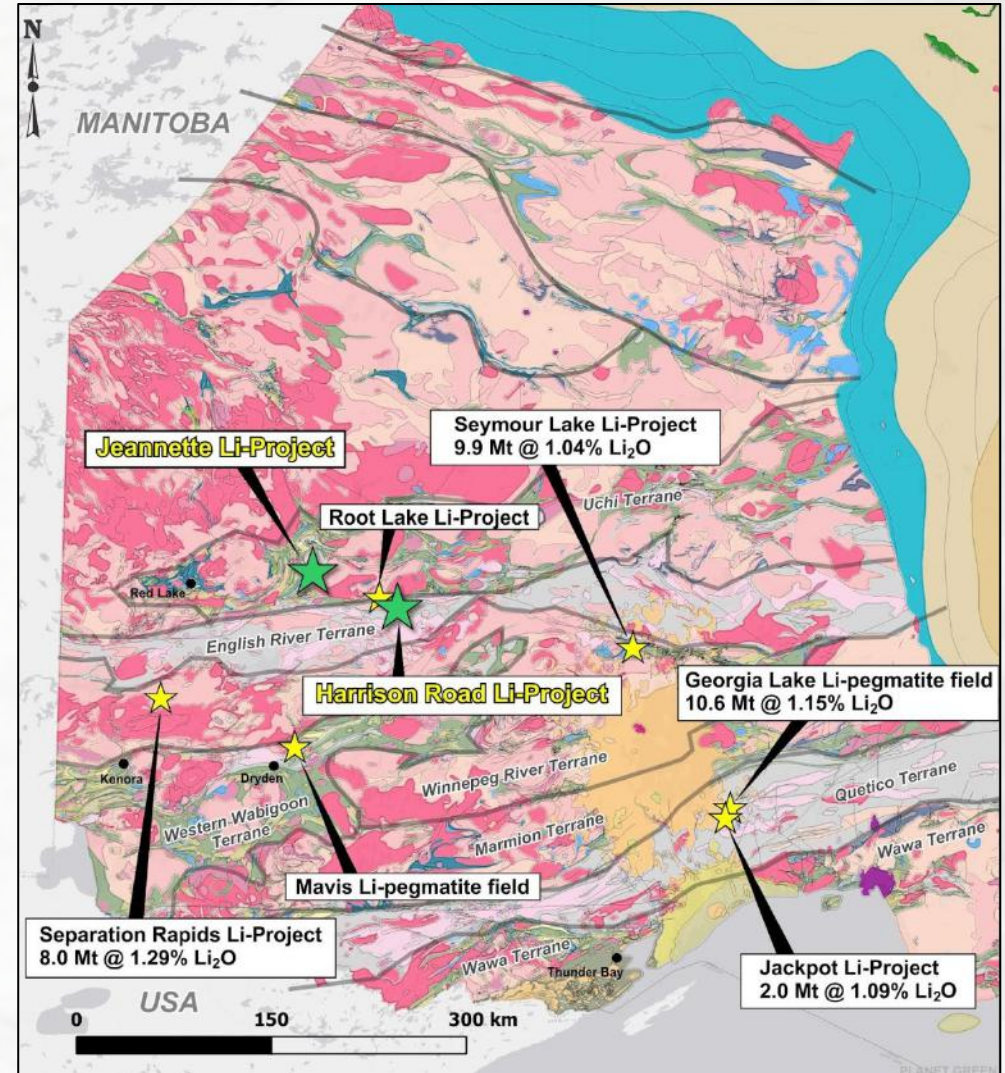 N
MANITOBA
Seymour Lake Li-Project
9.9 Mt @ 1.04% Li₂O
Jeannette Li-Project
Uchi Terrane
Root Lake Li-Project
Red Lake
English River Terrane
Georgia Lake Li-pegmatite field
10.6 Mt @ 1.15% Li₂O
Harrison Road Li-Project
Kenora
Dryden
Winnepeg River Terrane
Quetico Terrane
Western Wabigoon
Terrane
Marmion Terrane
Wawa Terrane
Mavis Li-pegmatite field
Separation Rapids Li-Project
8.0 Mt @ 1.29% Li₂O
Wawa Terrane
Thunder Bay
Jackpot Li-Project
2.0 Mt @ 1.09% Li₂O
USA
0 150 300 km
PLANET GREEN